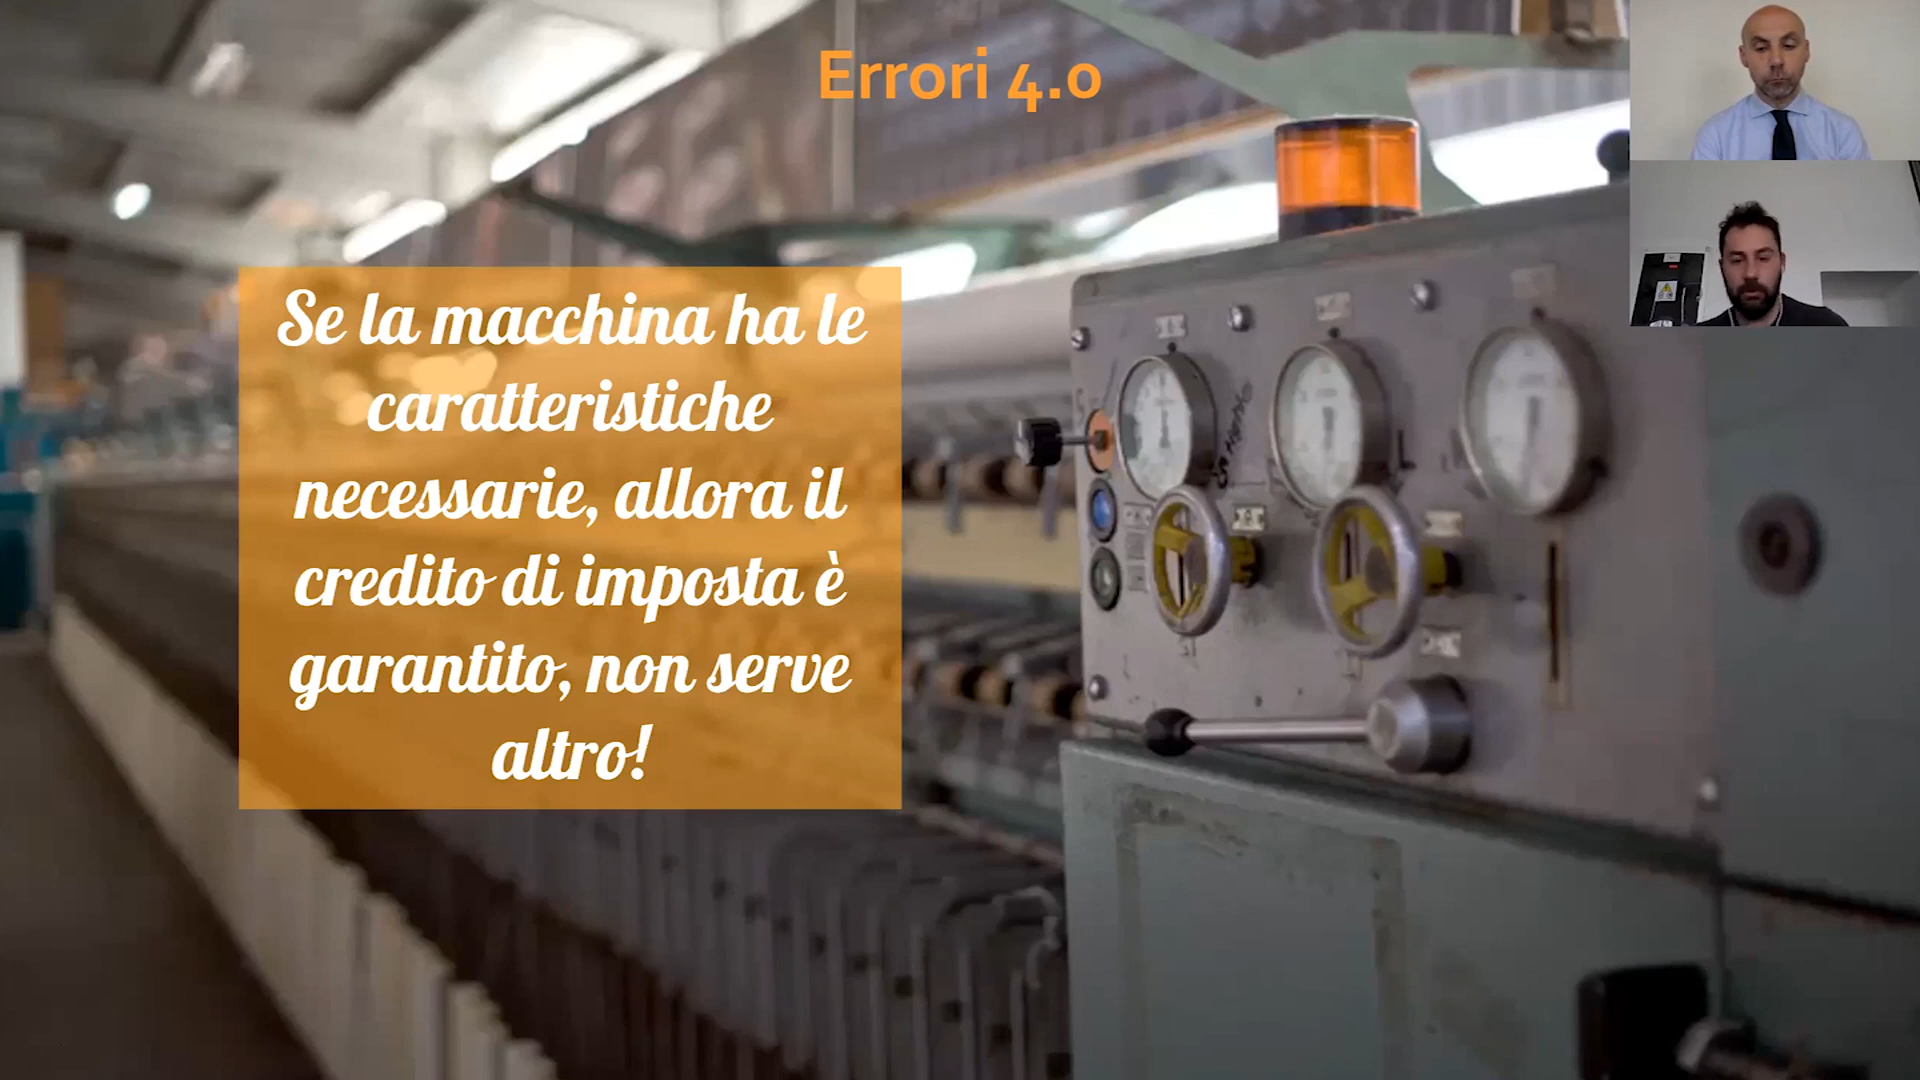 Errori 4.0
Se la macchina ha le
caratteristiche
necessarie, allora il
credito di imposta è
garantito, non serve
altro!